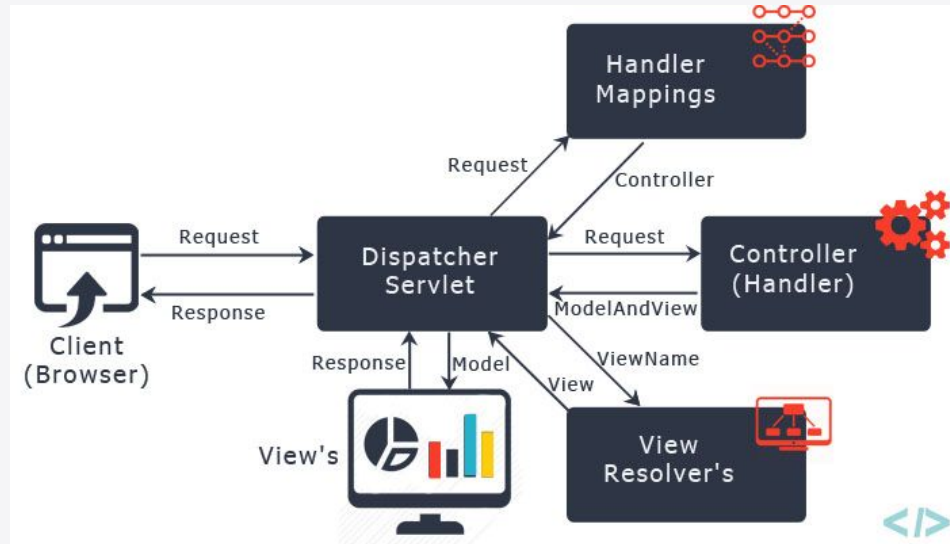 Handler
Mappings
Request
Controller
Request
Dispatcher
Servlet
Request
Controller
(Handler)
Response
ModelAndView
Client
(Browser)
Response
Model
ViewName
View
View's
View
Resolver's
</>